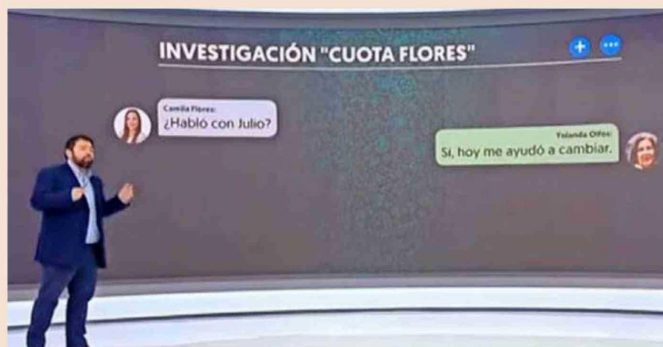 INVESTIGACIÓN "CUOTA FLORES"
Camila Flores:
¿Habló con Julio?
Yolanda Olfos:
Sí, hoy me ayudó a cambiar.